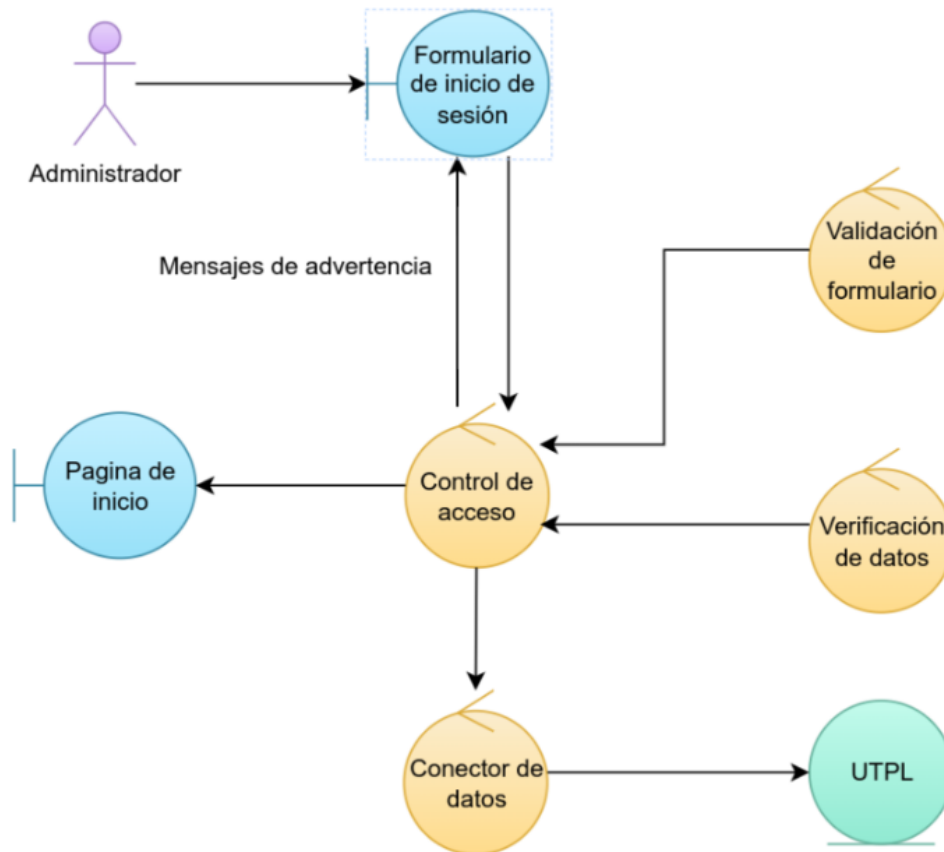 Formulario
de inicio de
sesión
Administrador
Validación
de
formulario
Mensajes de advertencia
Pagina de
inicio
Control de
acceso
Verificación
de datos
Conector de
datos
UTPL